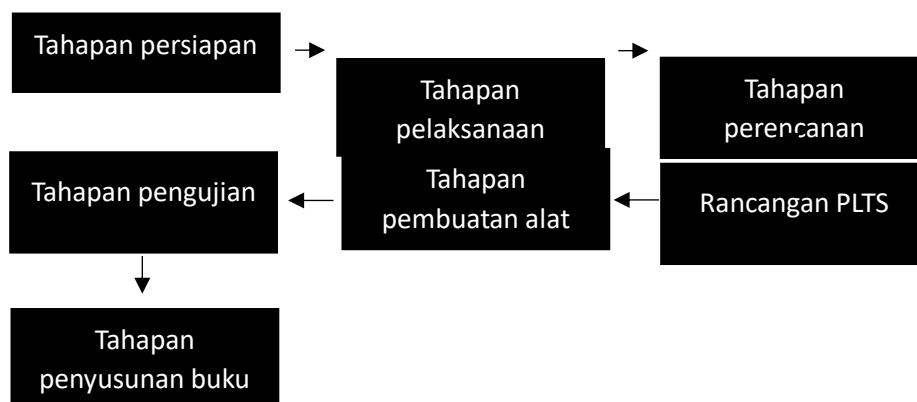 Tahapan persiapan
Tahapan
pelaksanaan
Tahapan
perencanan
Rancangan PLTS
Tahapan
pembuatan alat
Tahapan pengujian
Tahapan
penyusunan buku